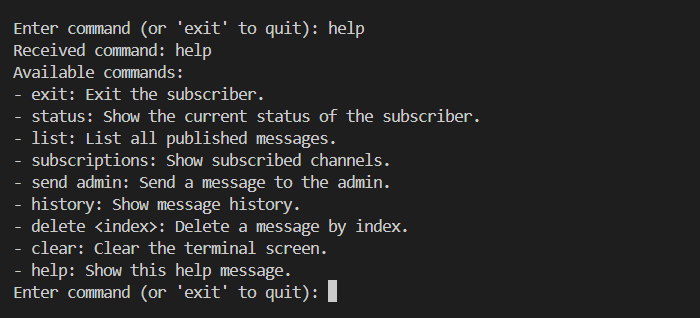 Enter command (or 'exit' to quit): help
Received command: help
Available commands:
- exit: Exit the subscriber.
- status: Show the current status of the subscriber.
- list: List all published messages.
- subscriptions: Show subscribed channels.
- send admin: Send a message to the admin.
- history: Show message history.
- delete <index>: Delete a message by index.
- clear: Clear the terminal screen.
- help: Show this help message.
Enter command (or 'exit' to quit):